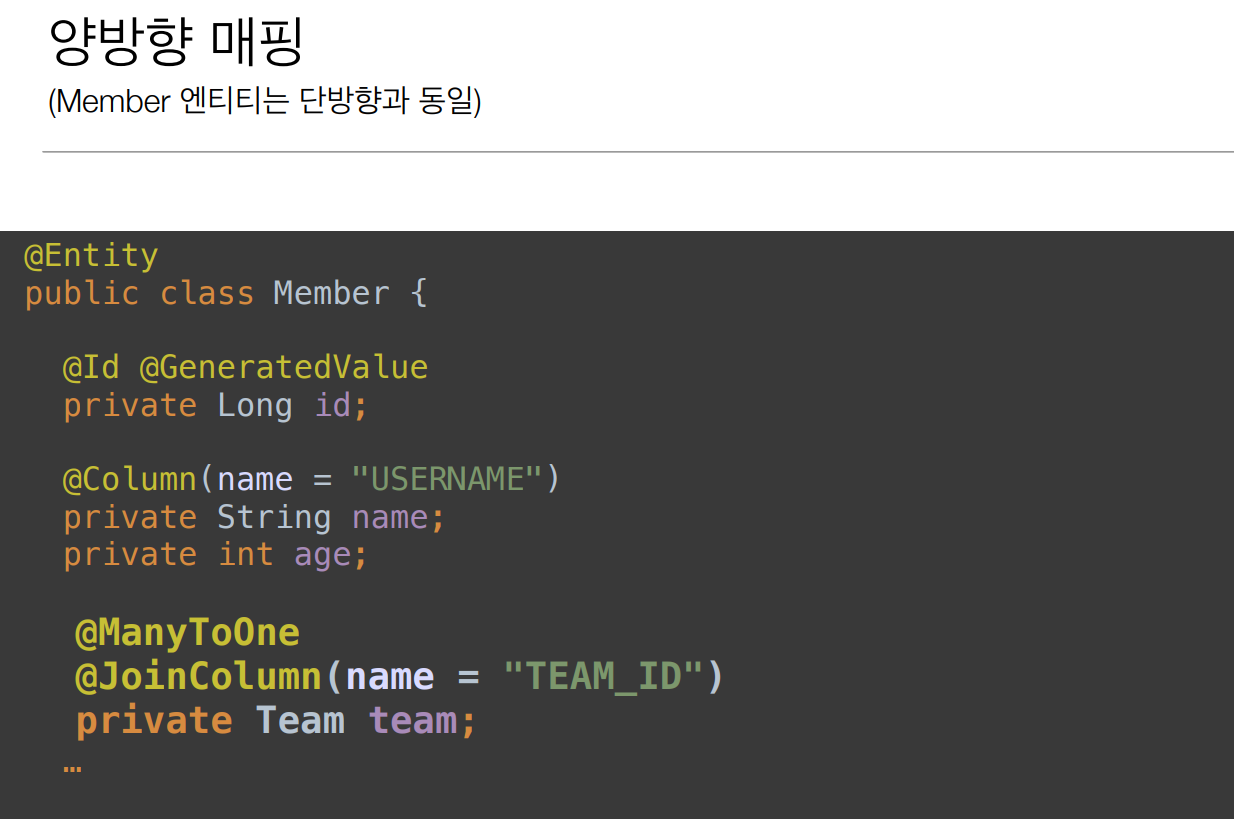 양방향 매핑
(Member 엔티티는 단방향과 동일)
@Entity
public class Member {
@Id @GeneratedValue
private Long id;
@Column(name = "USERNAME")
private String name;
private int age;
@ManyToOne
@JoinColumn(name = "TEAM_ID")
private Team team;
…